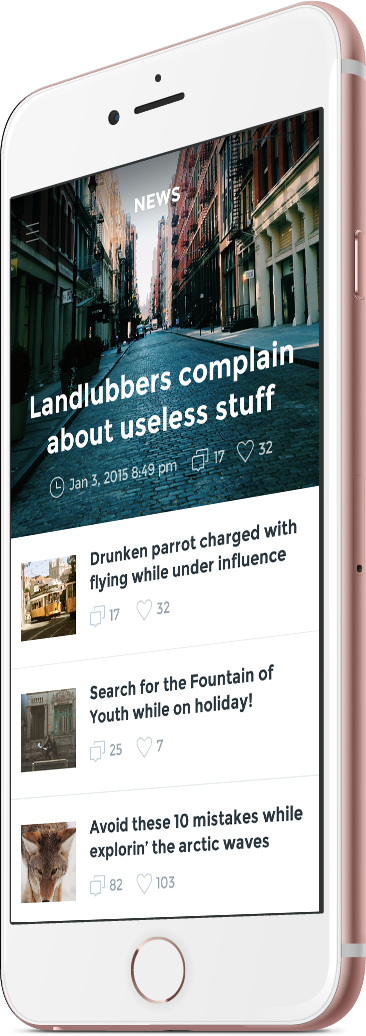 NEWS
Landlubbers complain
about useless stuff
Jan 3, 2015 8:49 pm 17 32
Drunken parrot charged with
flying while under influence
17 32
Search for the Fountain of
Youth while on holiday!
25 7
Avoid these 10 mistakes while
explorin’ the arctic waves
82 103